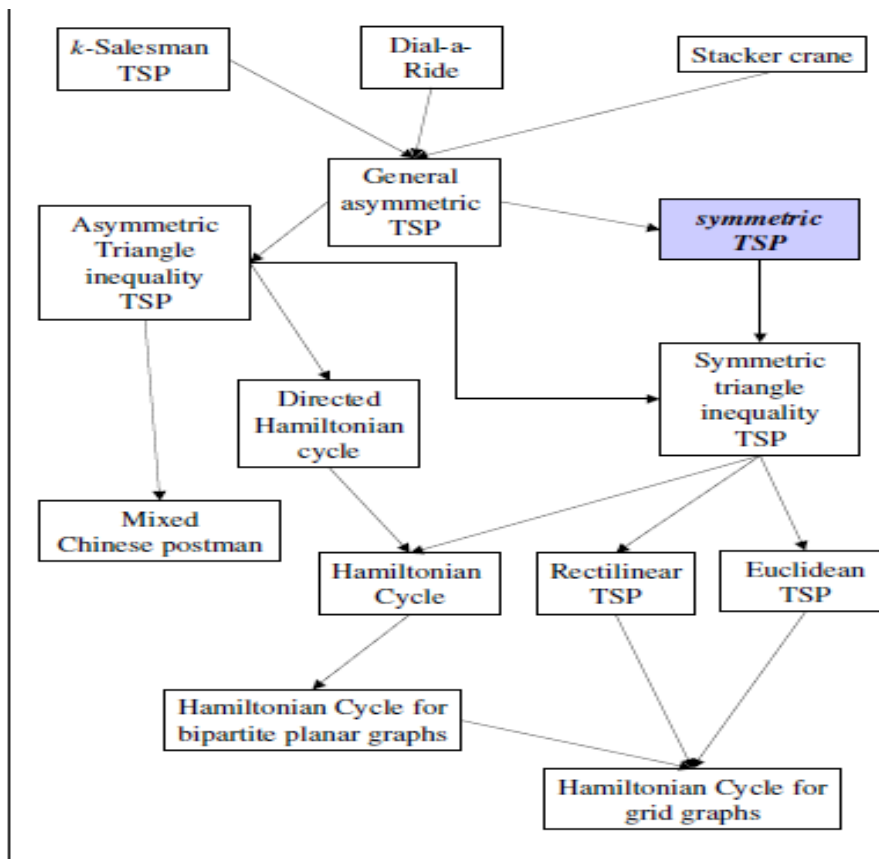 k-Salesman
TSP
Dial-a-
Ride
Stacker crane
General
asymmetric
TSP
Asymmetric
Triangle
inequality
TSP
symmetric
TSP
Symmetric
triangle
inequality
TSP
Directed
Hamiltonian
cycle
Mixed
Chinese postman
Hamiltonian
Cycle
Rectilinear
TSP
Euclidean
TSP
Hamiltonian Cycle for
bipartite planar graphs
Hamiltonian Cycle for
grid graphs